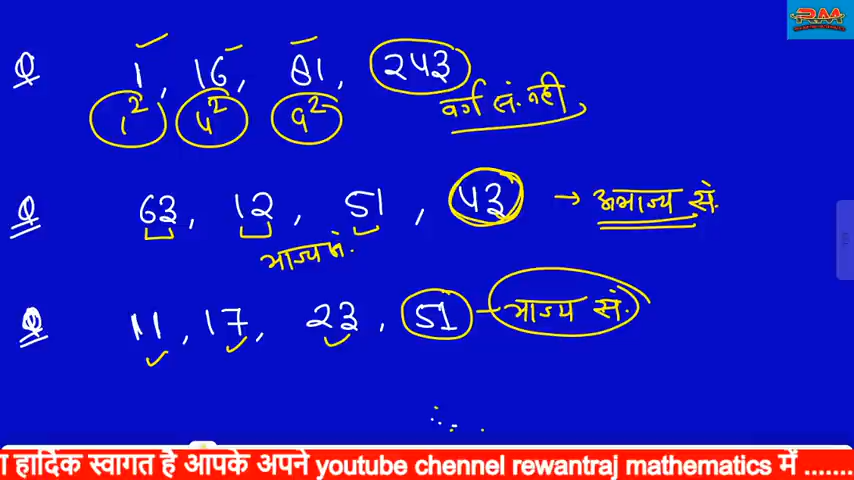 RM
Q 1, 16, 81, 243
1² 4² 9² वर्ग सं. नही
Q 63, 12, 51, 43 → अभाज्य सं.
भाज्य सं.
Q 11, 17, 23, 51 - भाज्य सं.
ा हार्दिक स्वागत है आपके अपने youtube chennel rewantraj mathematics में .......